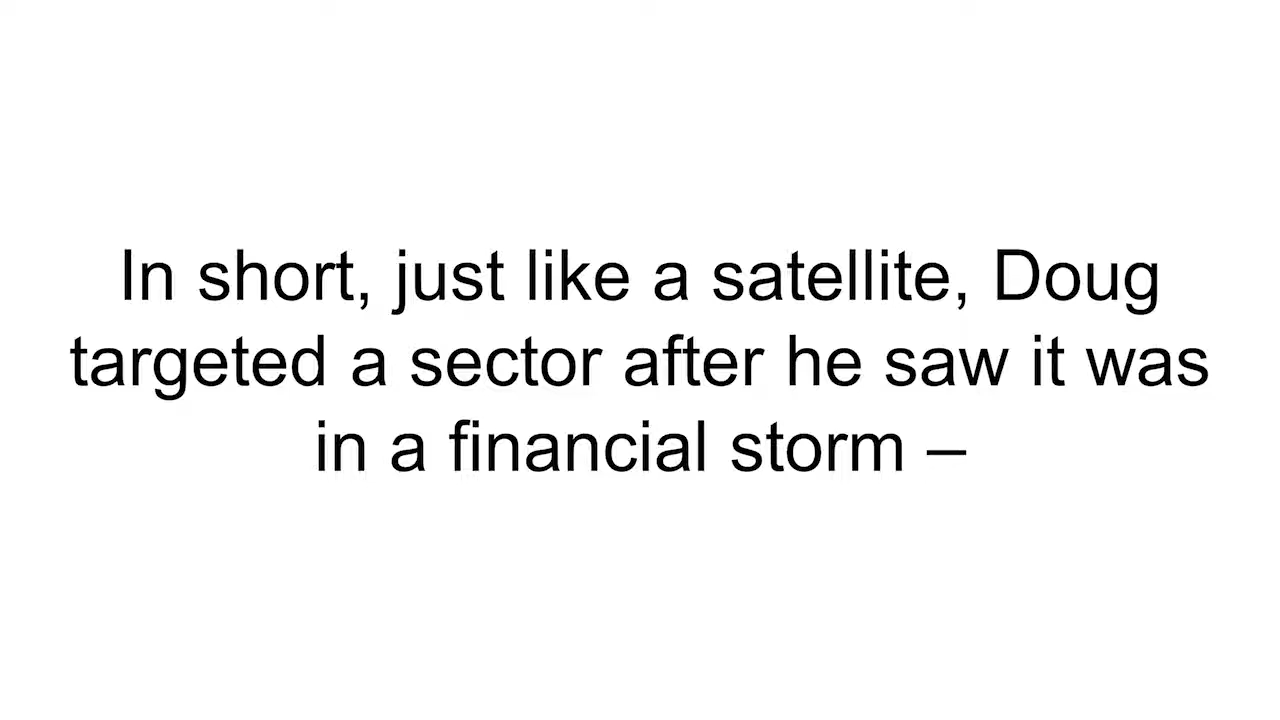 In short, just like a satellite, Doug
targeted a sector after he saw it was
in a financial storm –